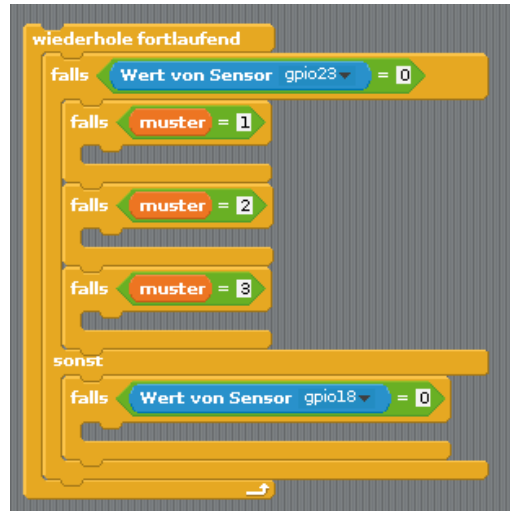 wiederhole fortlaufend
falls Wert von Sensor gpio23 = 0
falls muster = 1
falls muster = 2
falls muster = 3
sonst
falls Wert von Sensor gpio18 = 0